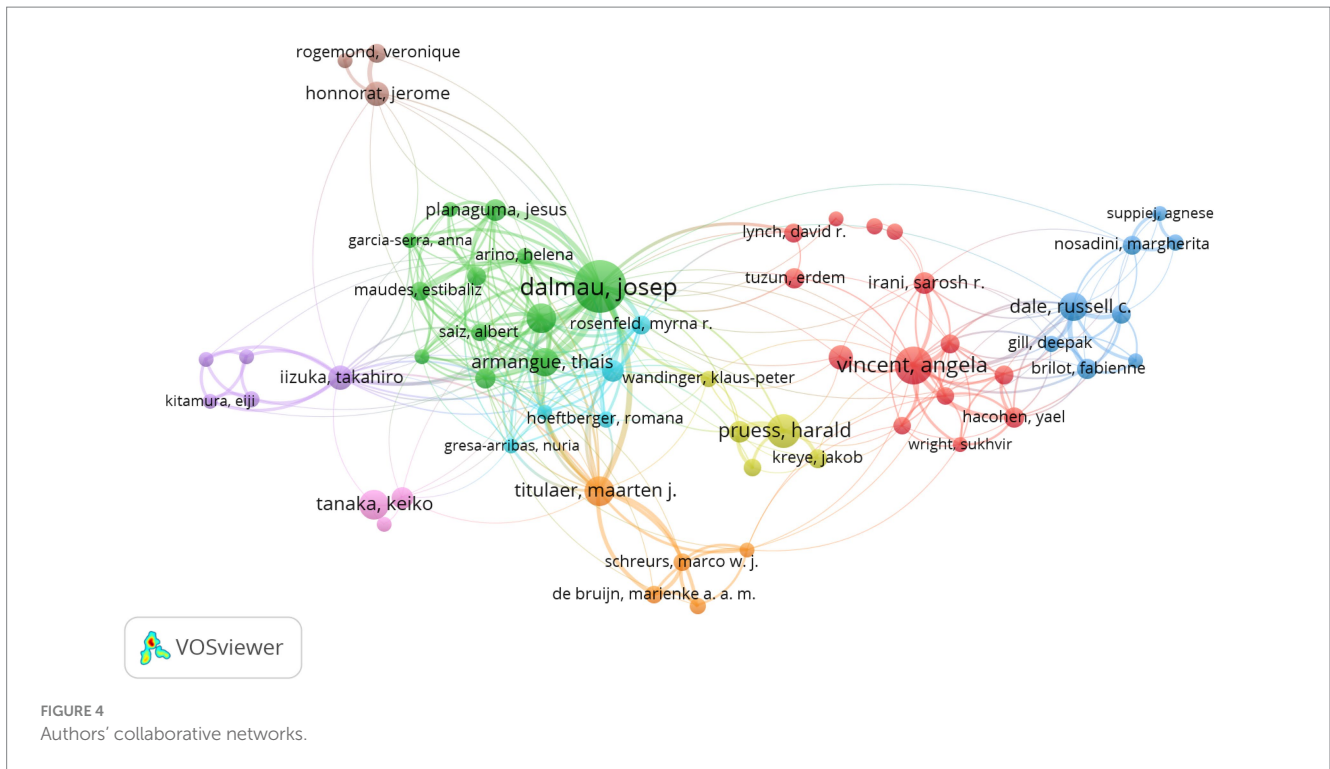 rogemond, veronique
honnorat, jerome
planaguma, jesus
suppiej, agnese
lynch, david r.
garcia-serra, anna
nosadini, margherita
arino, helena
tuzun, erdem
irani, sarosh r.
maudes, estibaliz
dalmau, josep
dale, russell c.
rosenfeld, myrna r.
saiz, albert
gill, deepak
armangue, thais
vincent, angela
brilot, fabienne
iizuka, takahiro
wandinger, klaus-peter
kitamura, eiji
hoeftberger, romana
hacohen, yael
pruess, harald
gresa-arribas, nuria
wright, sukhvir
kreye, jakob
titulaer, maarten j.
tanaka, keiko
schreurs, marco w. j.
de bruijn, marienke a. a. m.
VOSviewer
FIGURE 4
Authors' collaborative networks.